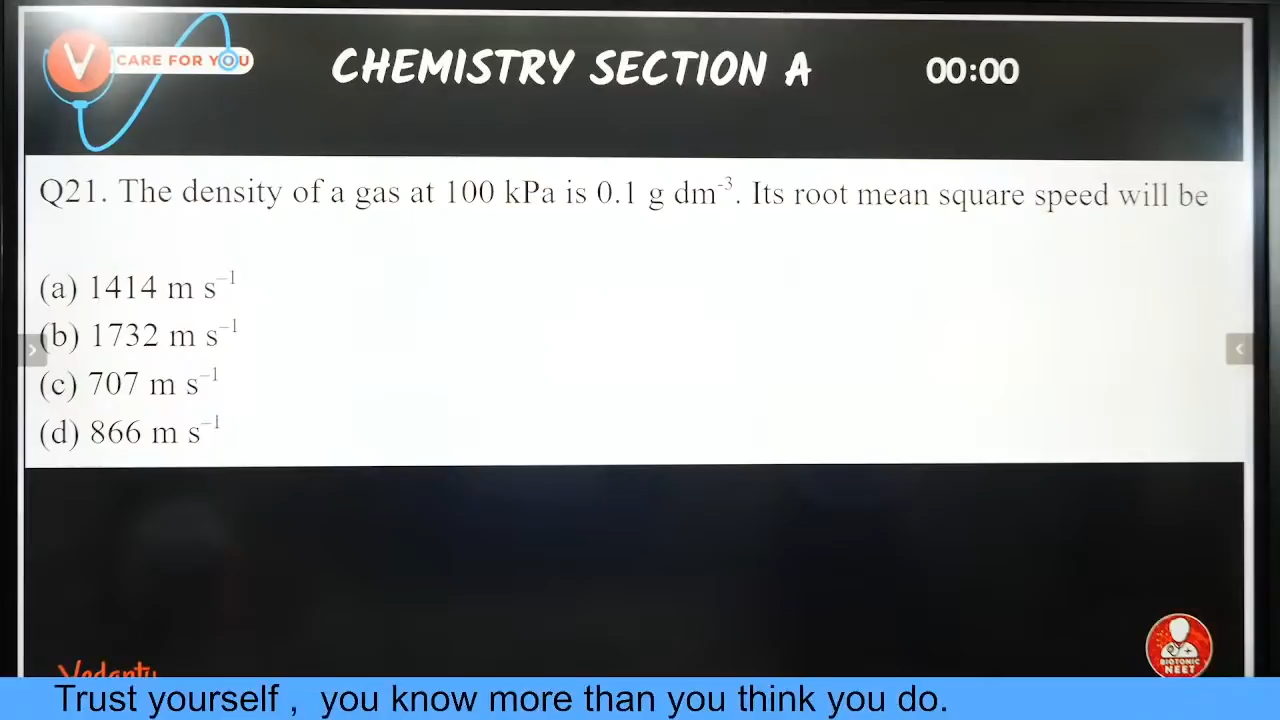 V CARE FOR YOU
CHEMISTRY SECTION A
00:00
Q21. The density of a gas at 100 kPa is 0.1 g dm⁻³. Its root mean square speed will be
(a) 1414 m s⁻¹
(b) 1732 m s⁻¹
(c) 707 m s⁻¹
(d) 866 m s⁻¹
BIOTONIC
NEET
Trust yourself , you know more than you think you do.